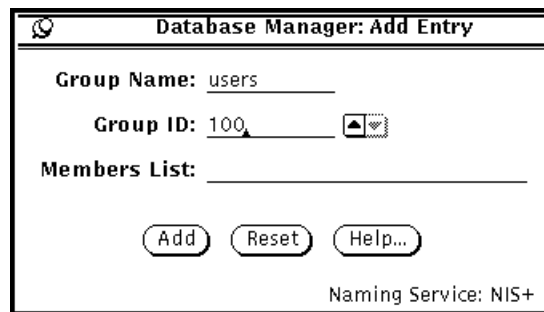 Database Manager: Add Entry
Group Name: users
Group ID: 100
Members List:
Add Reset Help...
Naming Service: NIS+